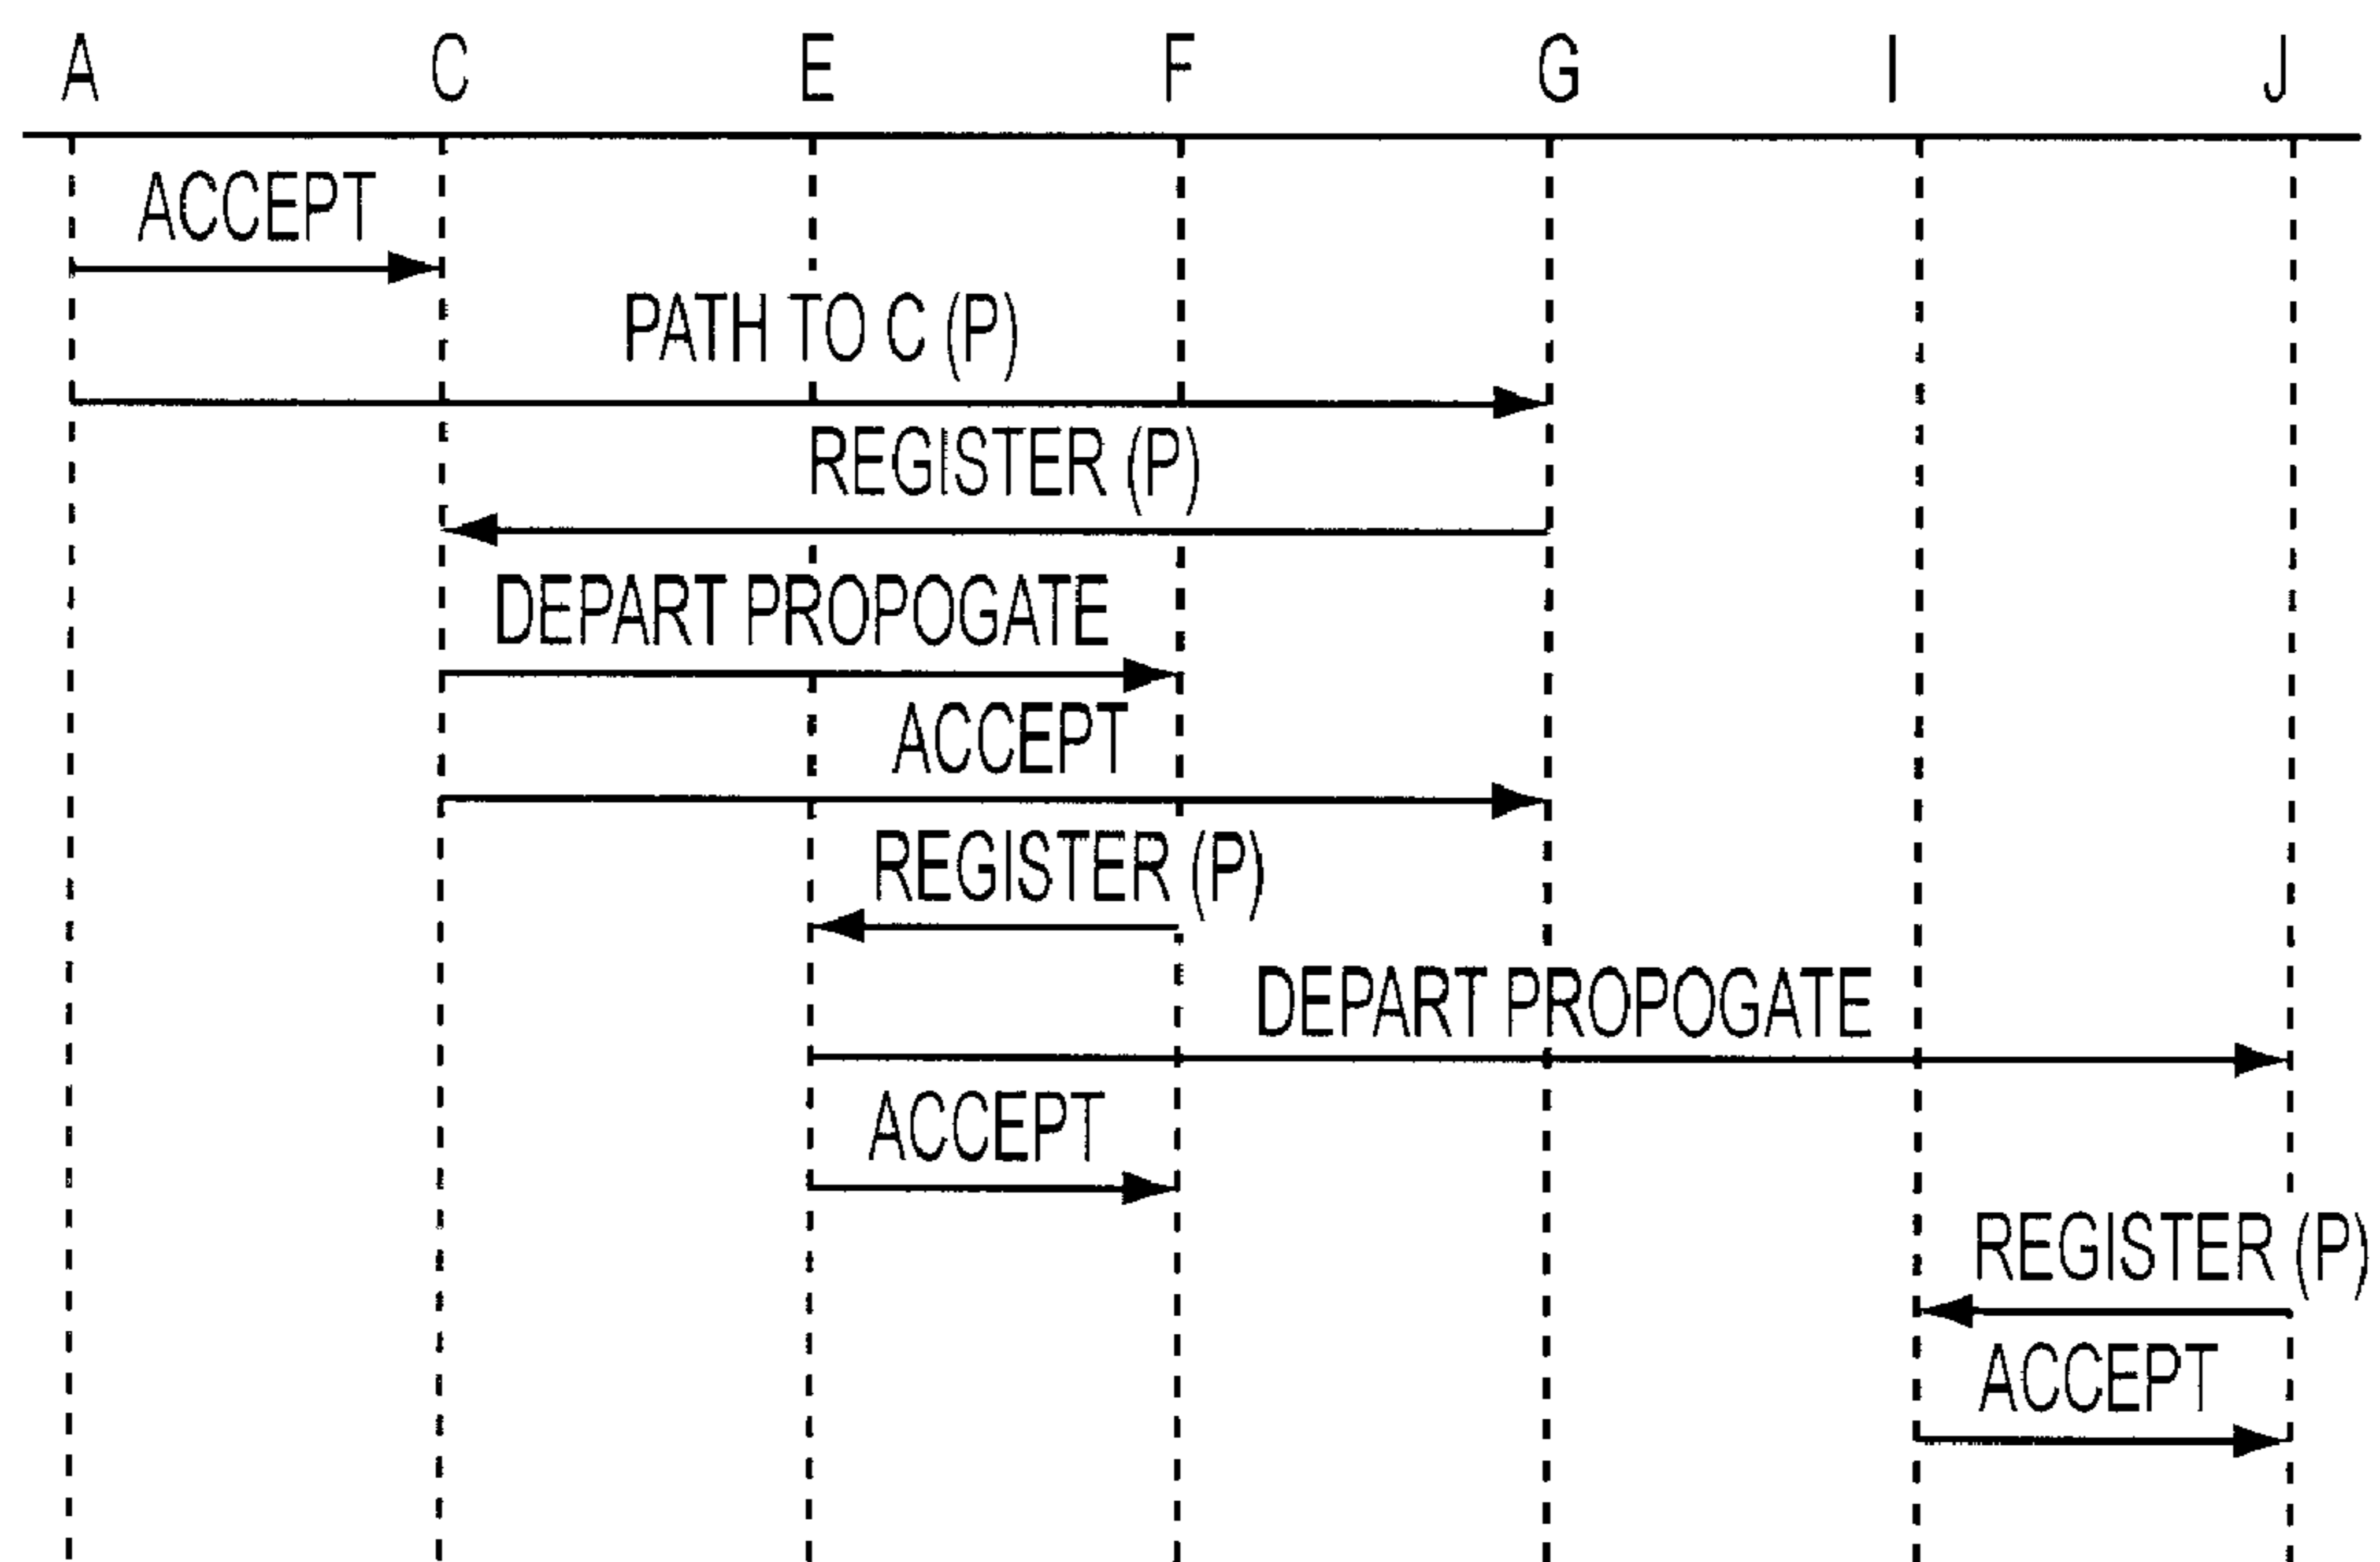 A C E F G I J
ACCEPT
PATH TO C (P)
REGISTER (P)
DEPART PROPOGATE
ACCEPT
REGISTER (P)
DEPART PROPOGATE
ACCEPT
REGISTER (P)
ACCEPT